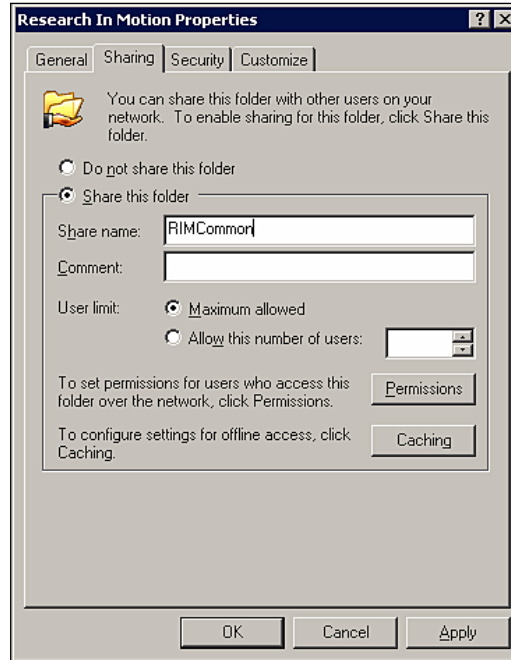 Research In Motion Properties ? X
General Sharing Security Customize
You can share this folder with other users on your
network. To enable sharing for this folder, click Share this
folder.
Do not share this folder
Share this folder
Share name: RIMCommon
Comment:
User limit: Maximum allowed
Allow this number of users:
To set permissions for users who access this
folder over the network, click Permissions.
Permissions
To configure settings for offline access, click
Caching.
Caching
OK Cancel Apply